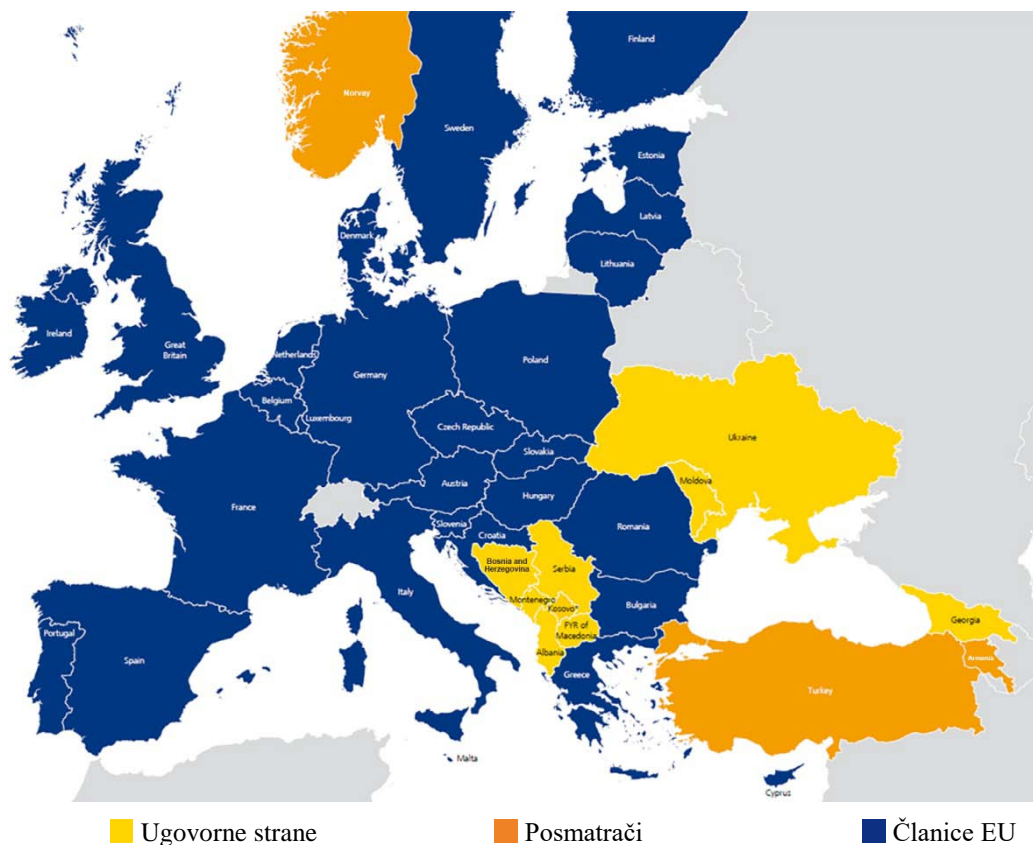 Finland
Norvey
Sweden
Estonia
Latvia
Denmark
Lithuania
Ireland
Great
Britain
Netherlands
Poland
Germany
Belgium
Luxembourg
Czech Republic
Ukraine
Slovakia
Moldova
Austria
Hungary
France
Slovenia
Romania
Croatia
Bosnia and
Herzegovina
Serbia
Italy
Montenegro
Kosovo*
Bulgaria
Georgia
FYR of
Macedonia
Portugal
Albania
Armenia
Spain
Greece
Turkey
Malta
Cyprus
Ugovorne strane
Posmatrači
Članice EU